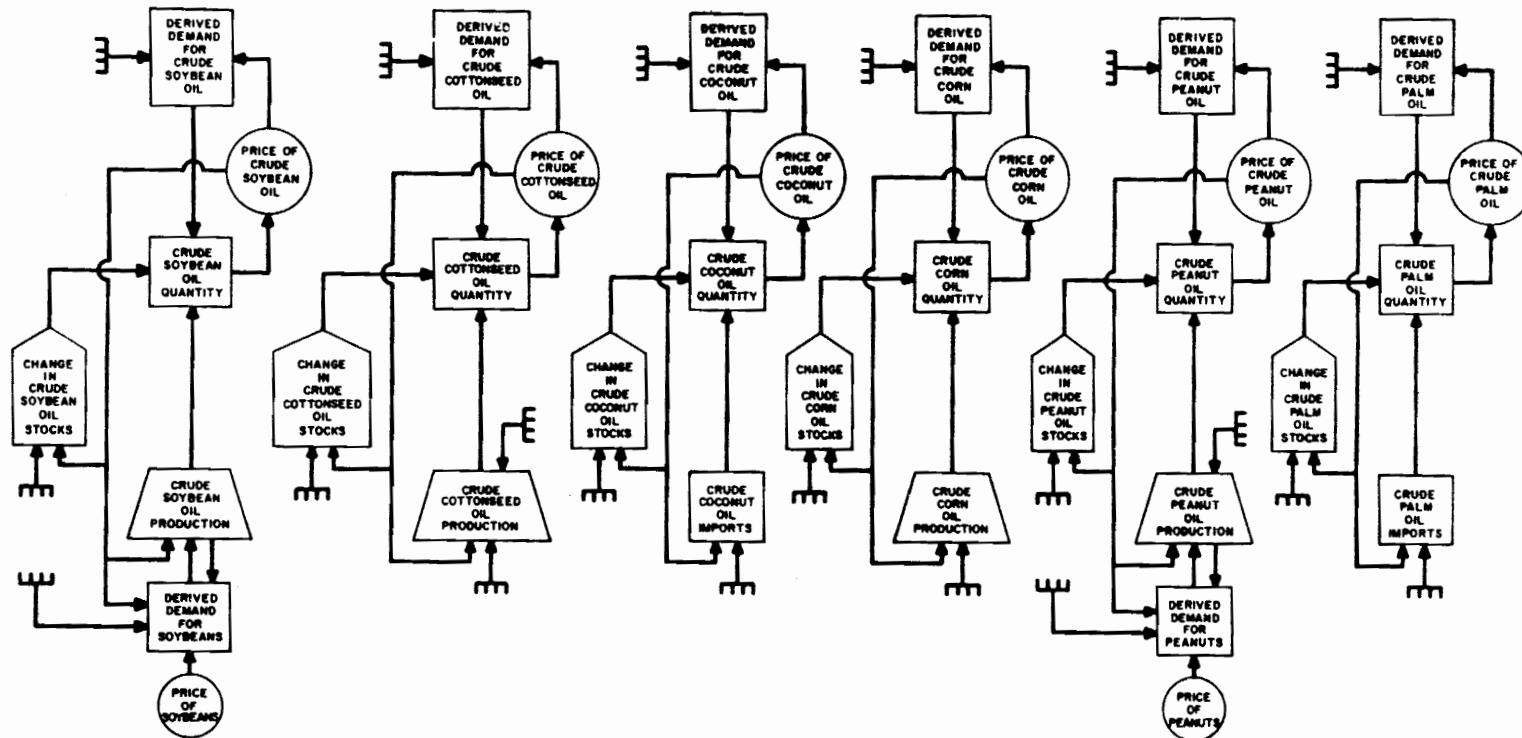 DERIVED
DEMAND
FOR
CRUDE
SOYBEAN
OIL
PRICE OF
CRUDE
SOYBEAN
OIL
CRUDE
SOYBEAN
OIL
QUANTITY
CHANGE
IN
CRUDE
SOYBEAN
OIL
STOCKS
CRUDE
SOYBEAN
OIL
PRODUCTION
DERIVED
DEMAND
FOR
SOYBEANS
PRICE
OF
SOYBEANS
DERIVED
DEMAND
FOR
CRUDE
COTTONSEED
OIL
PRICE OF
CRUDE
COTTONSEED
OIL
CRUDE
COTTONSEED
OIL
QUANTITY
CHANGE
IN
CRUDE
COTTONSEED
OIL
STOCKS
CRUDE
COTTONSEED
OIL
PRODUCTION
DERIVED
DEMAND
FOR
CRUDE
COCONUT
OIL
PRICE OF
CRUDE
COCONUT
OIL
CRUDE
COCONUT
OIL
QUANTITY
CHANGE
IN
CRUDE
COCONUT
OIL
STOCKS
CRUDE
COCONUT
OIL
IMPORTS
DERIVED
DEMAND
FOR
CRUDE
CORN
OIL
PRICE OF
CRUDE
CORN
OIL
CRUDE
CORN
OIL
QUANTITY
CHANGE
IN
CRUDE
CORN
OIL
STOCKS
CRUDE
CORN
OIL
PRODUCTION
DERIVED
DEMAND
FOR
CRUDE
PEANUT
OIL
PRICE OF
CRUDE
PEANUT
OIL
CRUDE
PEANUT
OIL
QUANTITY
CHANGE
IN
CRUDE
PEANUT
OIL
STOCKS
CRUDE
PEANUT
OIL
PRODUCTION
DERIVED
DEMAND
FOR
PEANUTS
PRICE
OF
PEANUTS
DERIVED
DEMAND
FOR
CRUDE
PALM
OIL
PRICE OF
CRUDE
PALM
OIL
CRUDE
PALM
OIL
QUANTITY
CHANGE
IN
CRUDE
PALM
OIL
STOCKS
CRUDE
PALM
OIL
IMPORTS